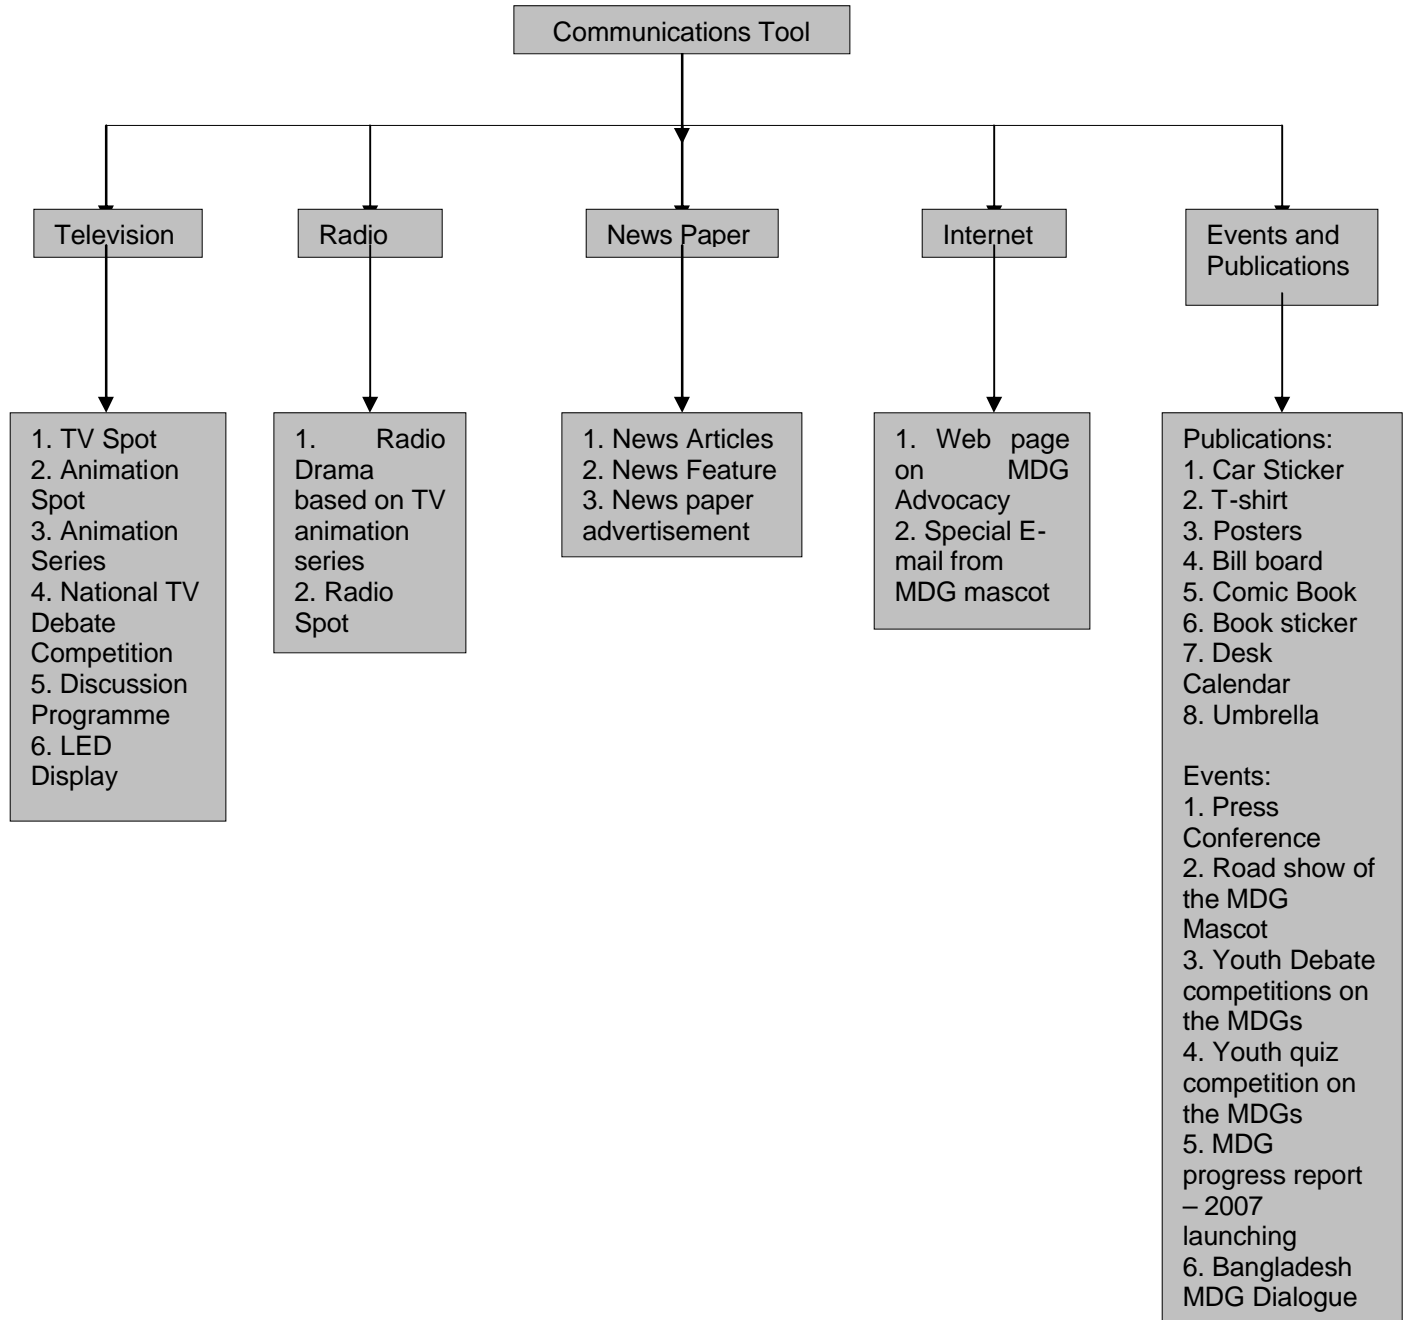 Communications Tool
Television
Radio
News Paper
Internet
Events and
Publications
1. TV Spot
2. Animation
Spot
3. Animation
Series
4. National TV
Debate
Competition
5. Discussion
Programme
6. LED
Display
1. Radio
Drama
based on TV
animation
series
2. Radio
Spot
1. News Articles
2. News Feature
3. News paper
advertisement
1. Web page
on MDG
Advocacy
2. Special E-
mail from
MDG mascot
Publications:
1. Car Sticker
2. T-shirt
3. Posters
4. Bill board
5. Comic Book
6. Book sticker
7. Desk
Calendar
8. Umbrella
Events:
1. Press
Conference
2. Road show of
the MDG
Mascot
3. Youth Debate
competitions on
the MDGs
4. Youth quiz
competition on
the MDGs
5. MDG
progress report
– 2007
launching
6. Bangladesh
MDG Dialogue